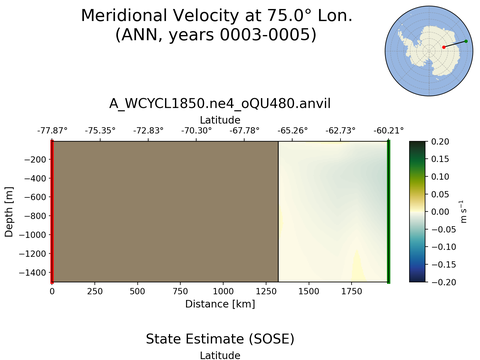 Meridional Velocity at 75.0° Lon.
(ANN, years 0003-0005)
A_WCYCL1850.ne4_oQU480.anvil
Latitude
-77.87° -75.35° -72.83° -70.30° -67.78° -65.26° -62.73° -60.21°
Depth [m]
−200
−400
−600
−800
−1000
−1200
−1400
0 250 500 750 1000 1250 1500 1750
Distance [km]
0.20
0.15
0.10
0.05
0.00
−0.05
−0.10
−0.15
−0.20
m s⁻¹
State Estimate (SOSE)
Latitude